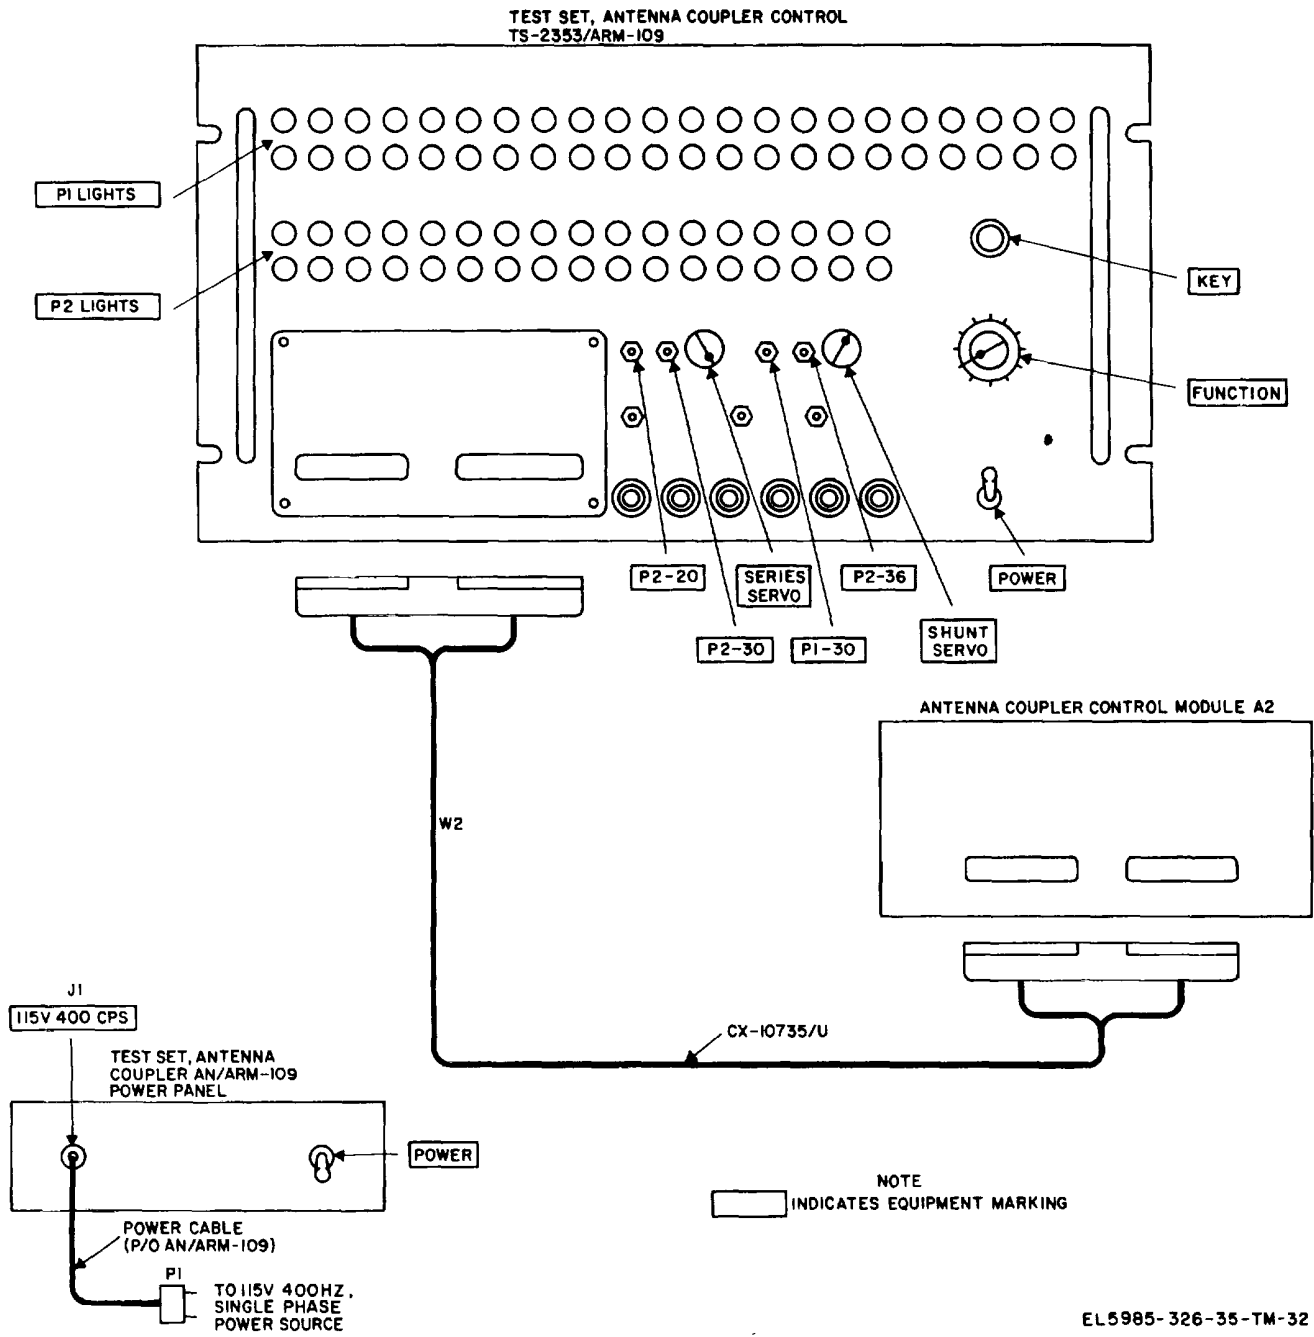 TEST SET, ANTENNA COUPLER CONTROL
TS-2353/ARM-109
P1 LIGHTS
P2 LIGHTS
KEY
FUNCTION
P2-20
SERIES
SERVO
P2-36
POWER
P2-30
P1-30
SHUNT
SERVO
ANTENNA COUPLER CONTROL MODULE A2
W2
CX-10735/U
J1
115V 400 CPS
TEST SET, ANTENNA
COUPLER AN/ARM-109
POWER PANEL
POWER
NOTE
INDICATES EQUIPMENT MARKING
POWER CABLE
(P/O AN/ARM-109)
P1
TO 115V 400HZ,
SINGLE PHASE
POWER SOURCE
EL5985-326-35-TM-32